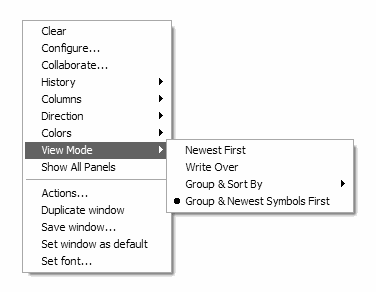 Clear
Configure...
Collaborate...
History
Columns
Direction
Colors
View Mode
Show All Panels
Actions...
Duplicate window
Save window...
Set window as default
Set font...
Newest First
Write Over
Group & Sort By
Group & Newest Symbols First